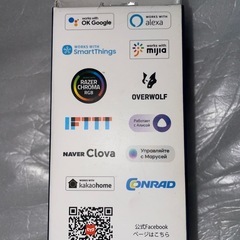 works with
OK Google
WORKS WITH
alexa
WORKS WITH
SmartThings
WORKS WITH
mijia
RAZER
CHROMA
RGB
OVERWOLF
IFTTT
Работает
с Алисой
NAVER Clova
Управляйте
с Марусей
WORKS WITH
kakaohome
CONRAD
公式Facebook
ページはこちら